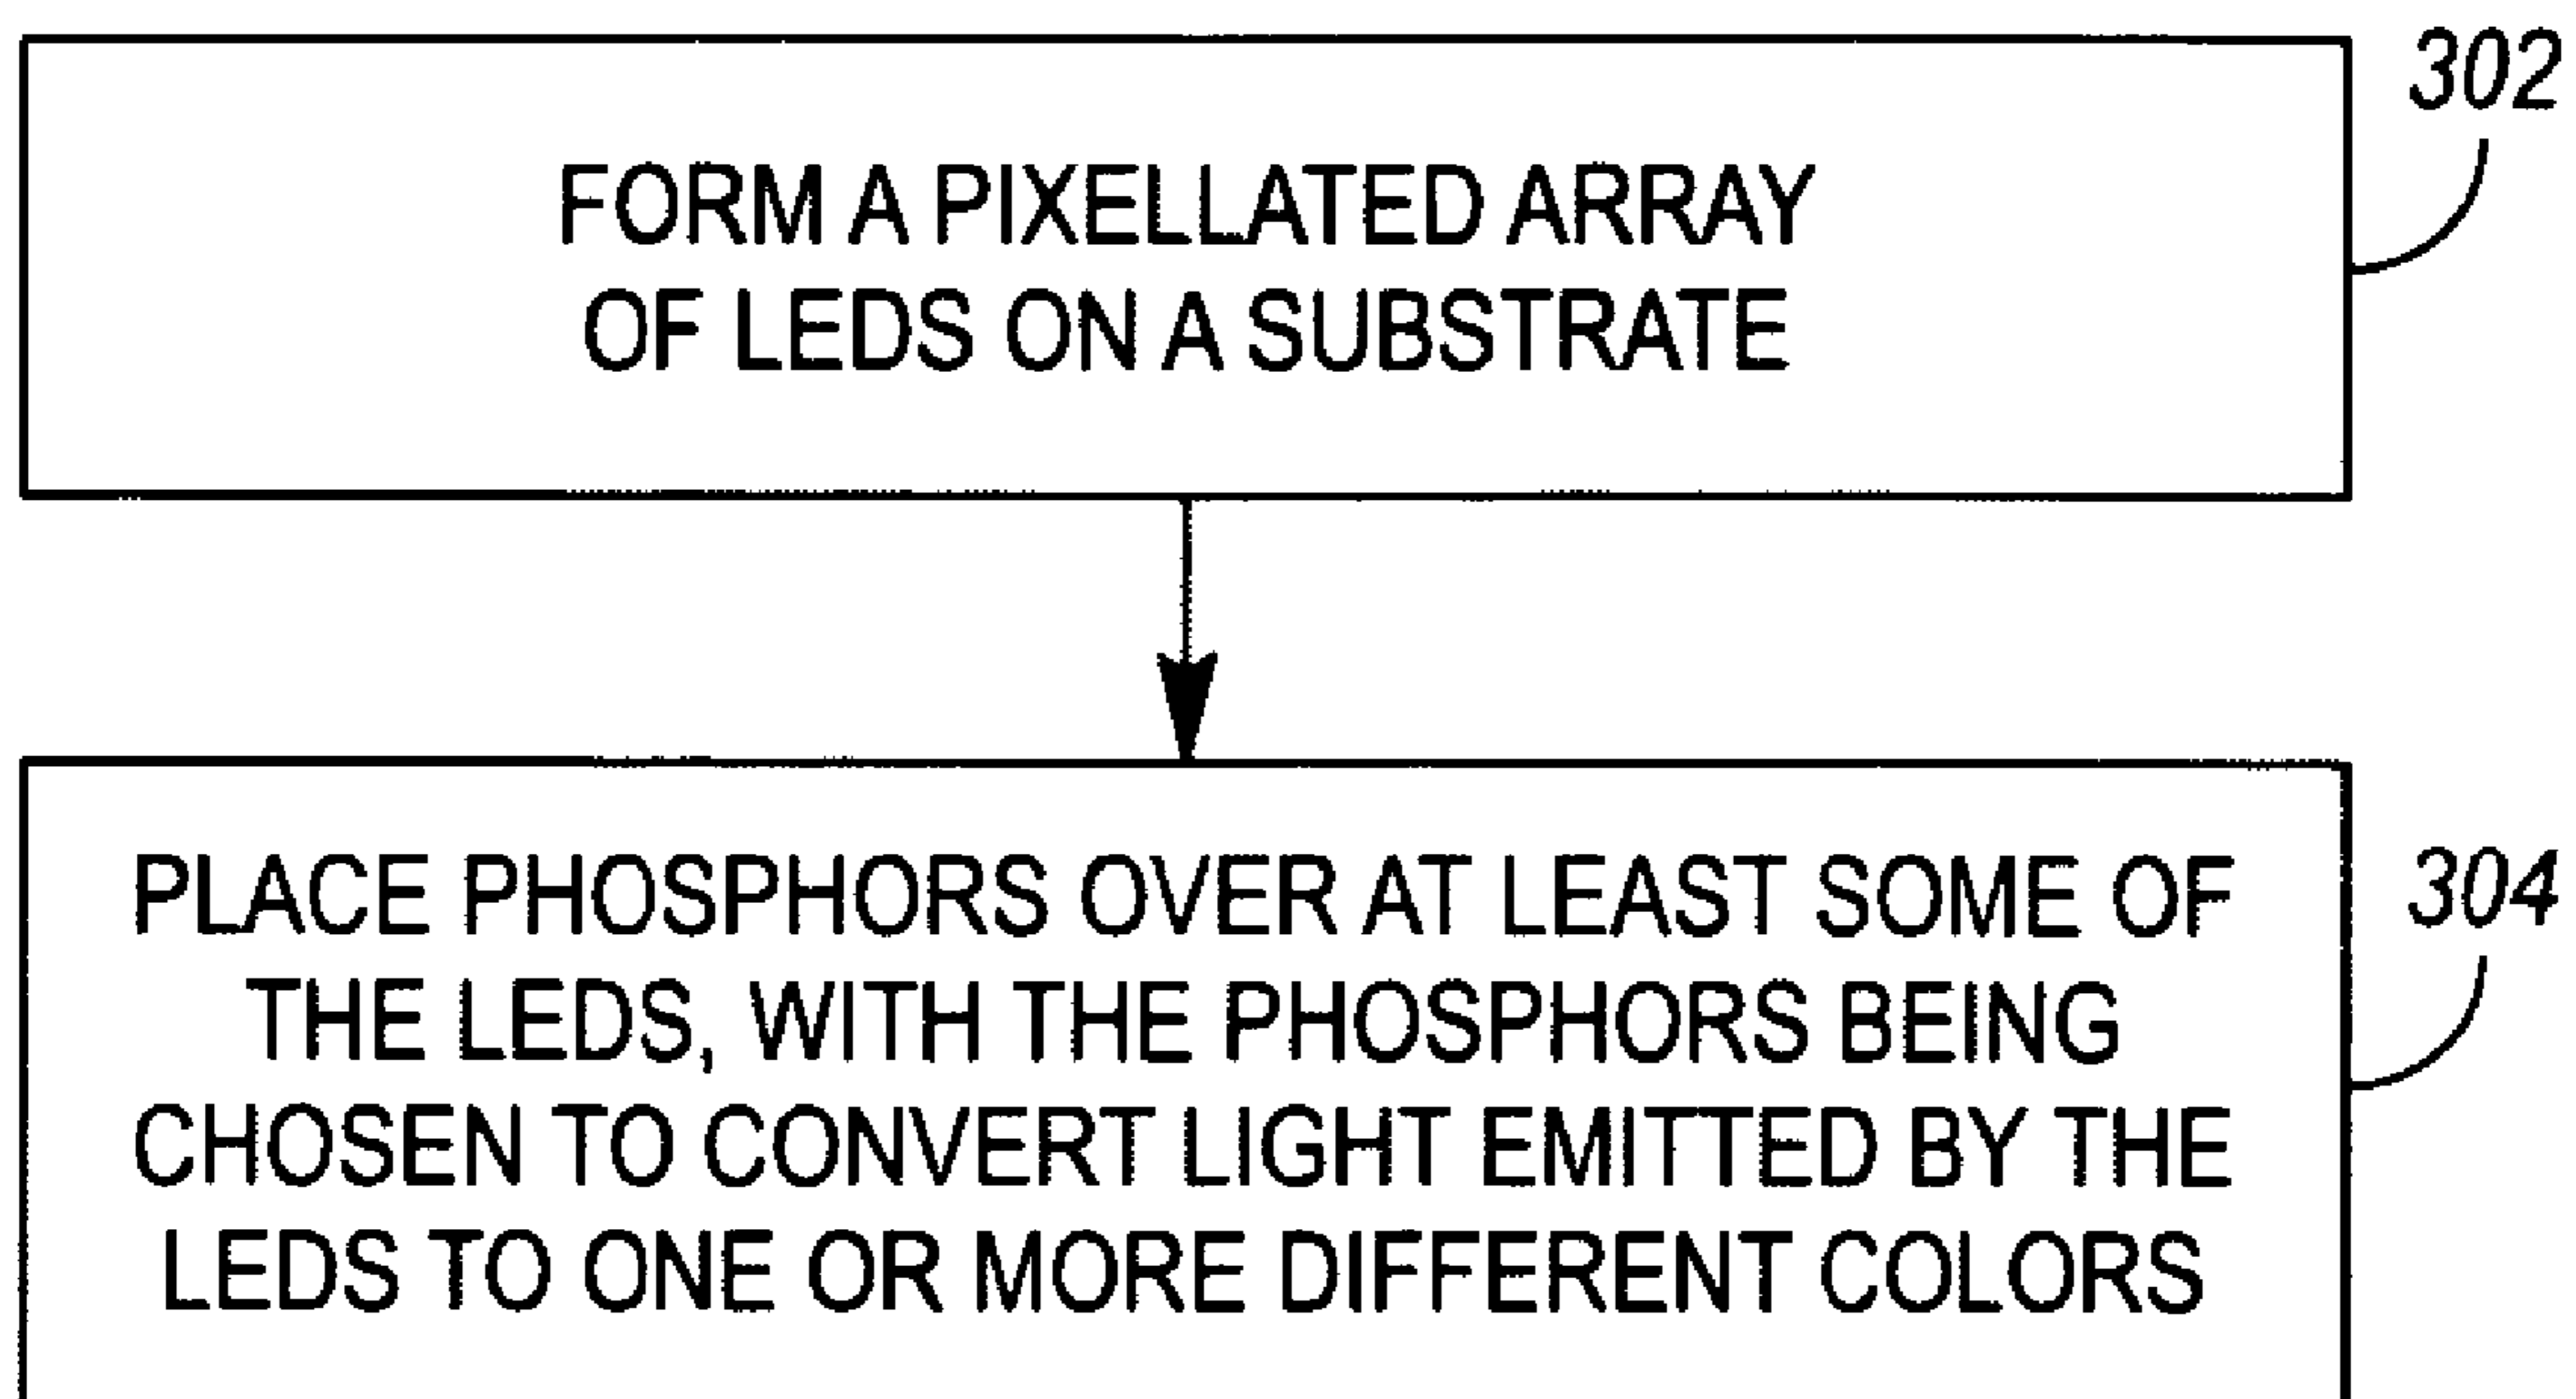 302
FORM A PIXELLATED ARRAY
OF LEDS ON A SUBSTRATE
304
PLACE PHOSPHORS OVER AT LEAST SOME OF
THE LEDS, WITH THE PHOSPHORS BEING
CHOSEN TO CONVERT LIGHT EMITTED BY THE
LEDS TO ONE OR MORE DIFFERENT COLORS